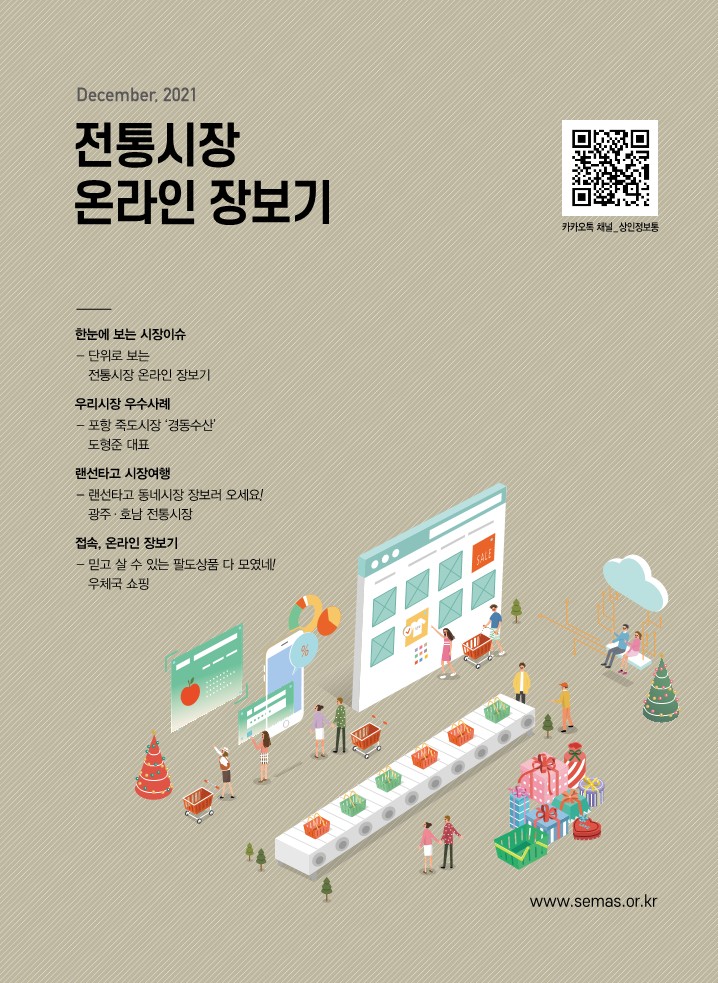 December, 2021
전통시장
온라인 장보기
카카오톡 채널_상인정보통
한눈에 보는 시장이슈
– 단위로 보는
전통시장 온라인 장보기
우리시장 우수사례
– 포항 죽도시장 ‘경동수산’
도형준 대표
랜선타고 시장여행
– 랜선타고 동네시장 장보러 오세요!
광주·호남 전통시장
접속, 온라인 장보기
– 믿고 살 수 있는 팔도상품 다 모였네!
우체국 쇼핑
SALE
%
www.semas.or.kr